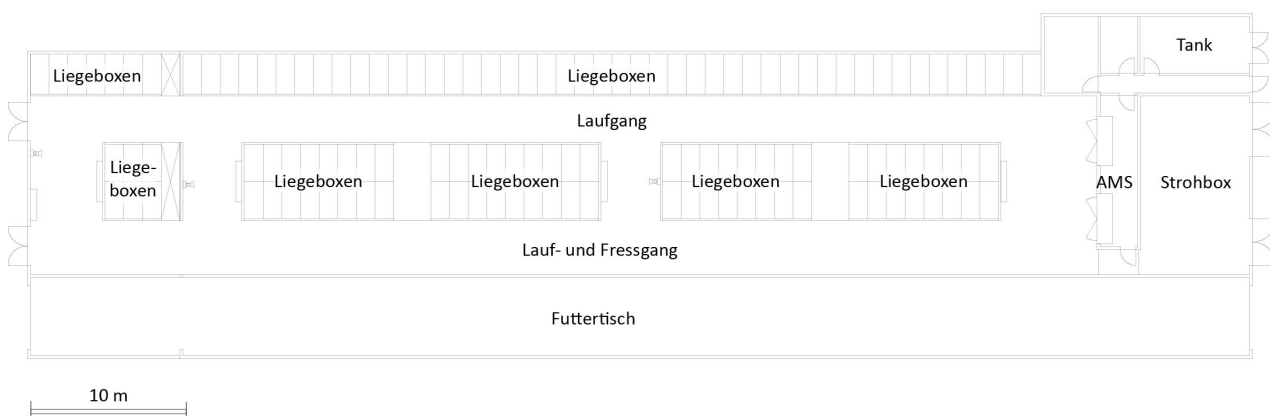 Tank
Liegeboxen
Liegeboxen
Laufgang
Liege-
boxen
Liegeboxen
Liegeboxen
Liegeboxen
Liegeboxen
AMS
Strohbox
Lauf- und Fressgang
Futtertisch
10 m